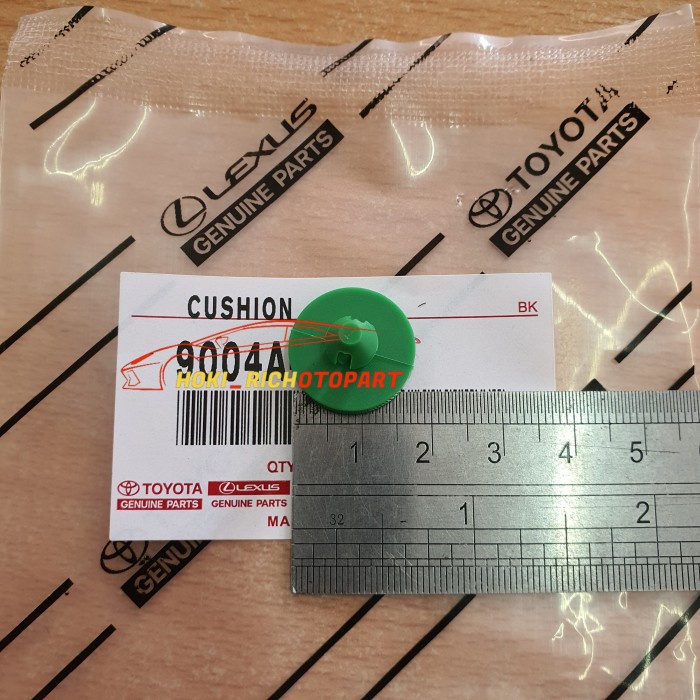 LEXUS
GENUINE PARTS
TOYOTA
GENUINE PARTS
CUSHION
BK
9004A
HOKI_RICHOTOPART
QTY
TOYOTA
GENUINE PARTS
LEXUS
GENUINE PARTS
MA
1 2 3 4 5
32 1 2
GENUINE